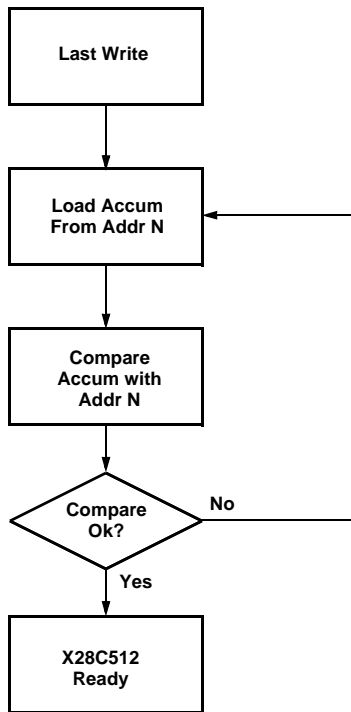 Last Write
Load Accum
From Addr N
Compare
Accum with
Addr N
Compare
Ok?
No
Yes
X28C512
Ready